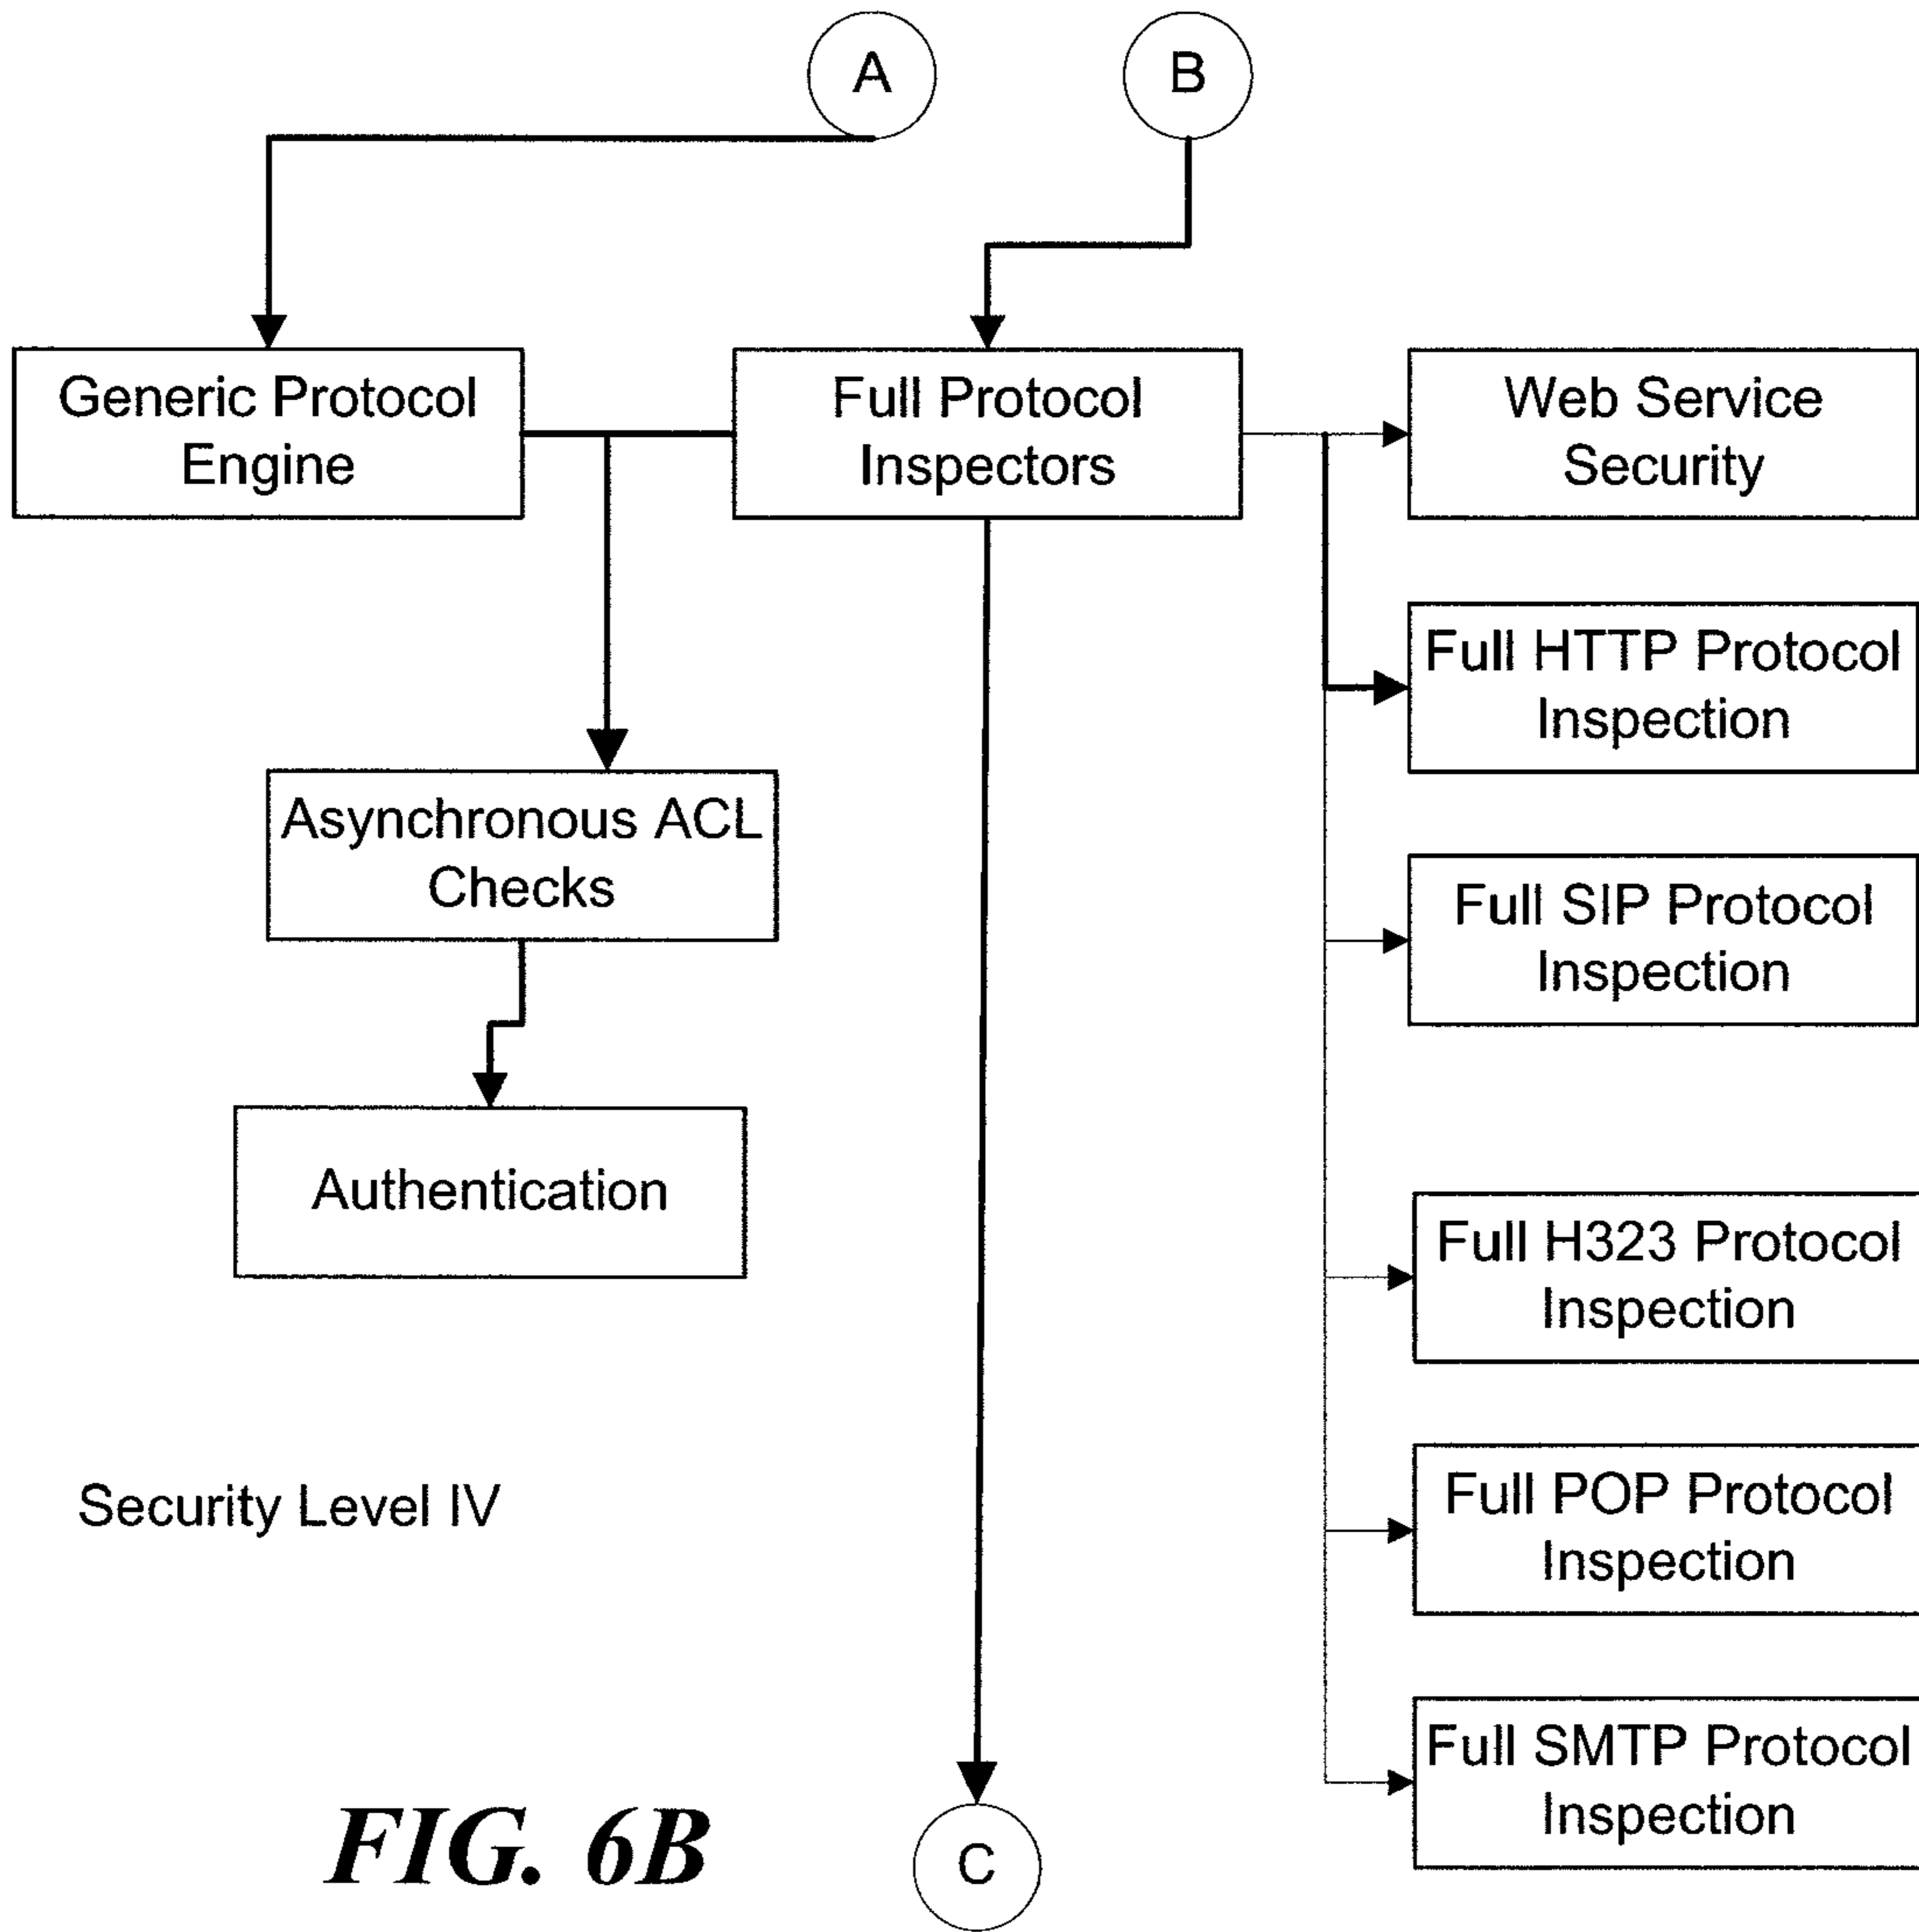 A
B
Generic Protocol
Engine
Full Protocol
Inspectors
Web Service
Security
Full HTTP Protocol
Inspection
Asynchronous ACL
Checks
Full SIP Protocol
Inspection
Authentication
Full H323 Protocol
Inspection
Security Level IV
Full POP Protocol
Inspection
Full SMTP Protocol
Inspection
FIG. 6B
C